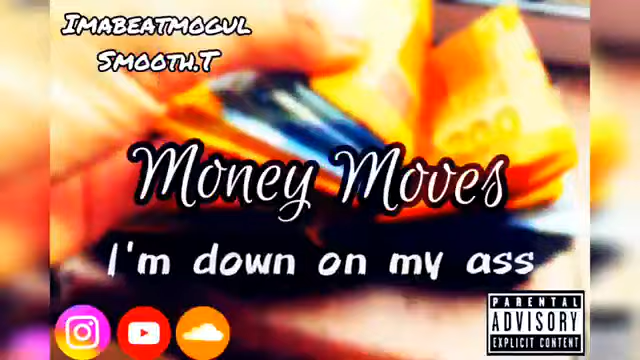 Imabeatmogul
Smooth.T
Money Moves
I'm down on my ass
PARENTAL
ADVISORY
EXPLICIT CONTENT